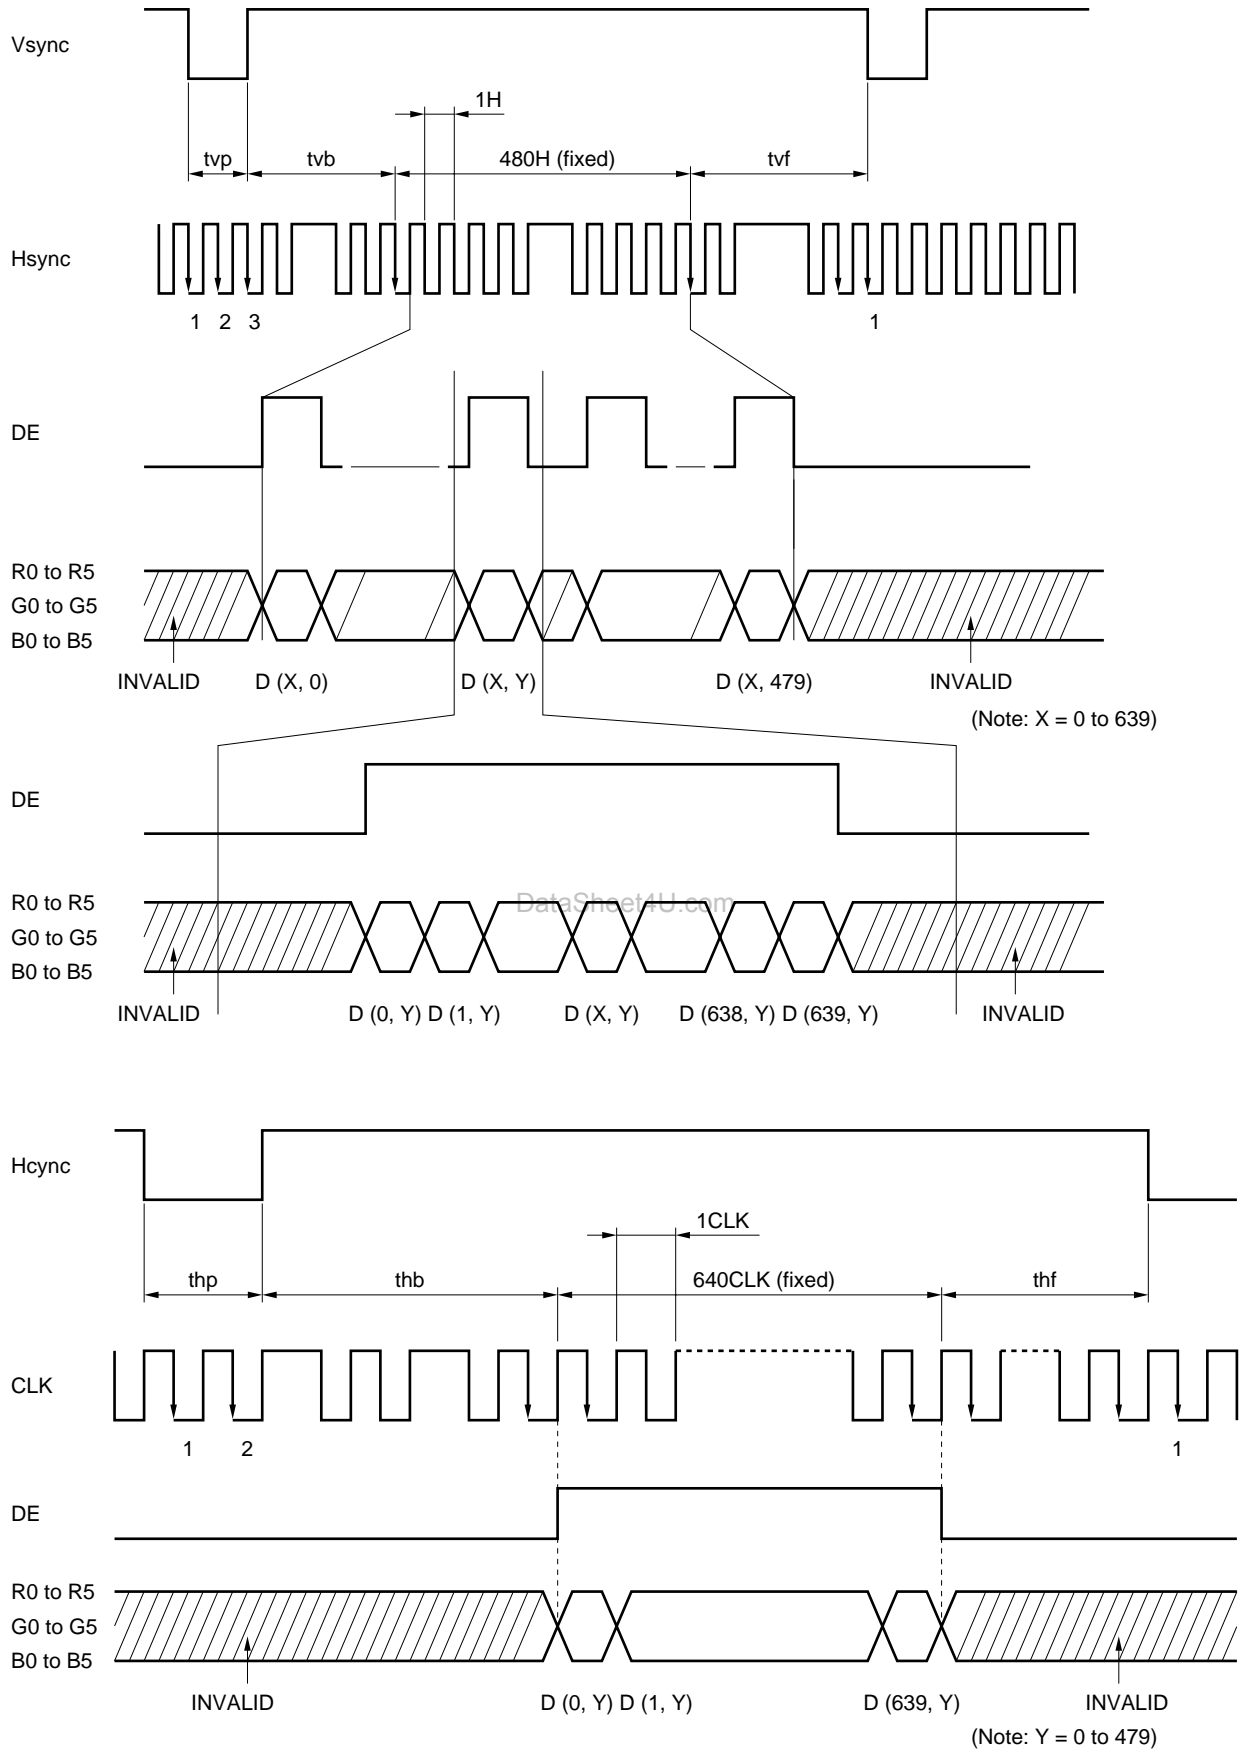 Vsync
1H
tvp tvb 480H (fixed) tvf
Hsync
1 2 3 1
DE
R0 to R5
G0 to G5
B0 to B5
INVALID D (X, 0) D (X, Y) D (X, 479) INVALID
(Note: X = 0 to 639)
DE
R0 to R5
DataSheet4U.com
G0 to G5
B0 to B5
INVALID D (0, Y) D (1, Y) D (X, Y) D (638, Y) D (639, Y) INVALID
Hcync
1CLK
thp thb 640CLK (fixed) thf
CLK
1 2 1
DE
R0 to R5
G0 to G5
B0 to B5
INVALID D (0, Y) D (1, Y) D (639, Y) INVALID
(Note: Y = 0 to 479)